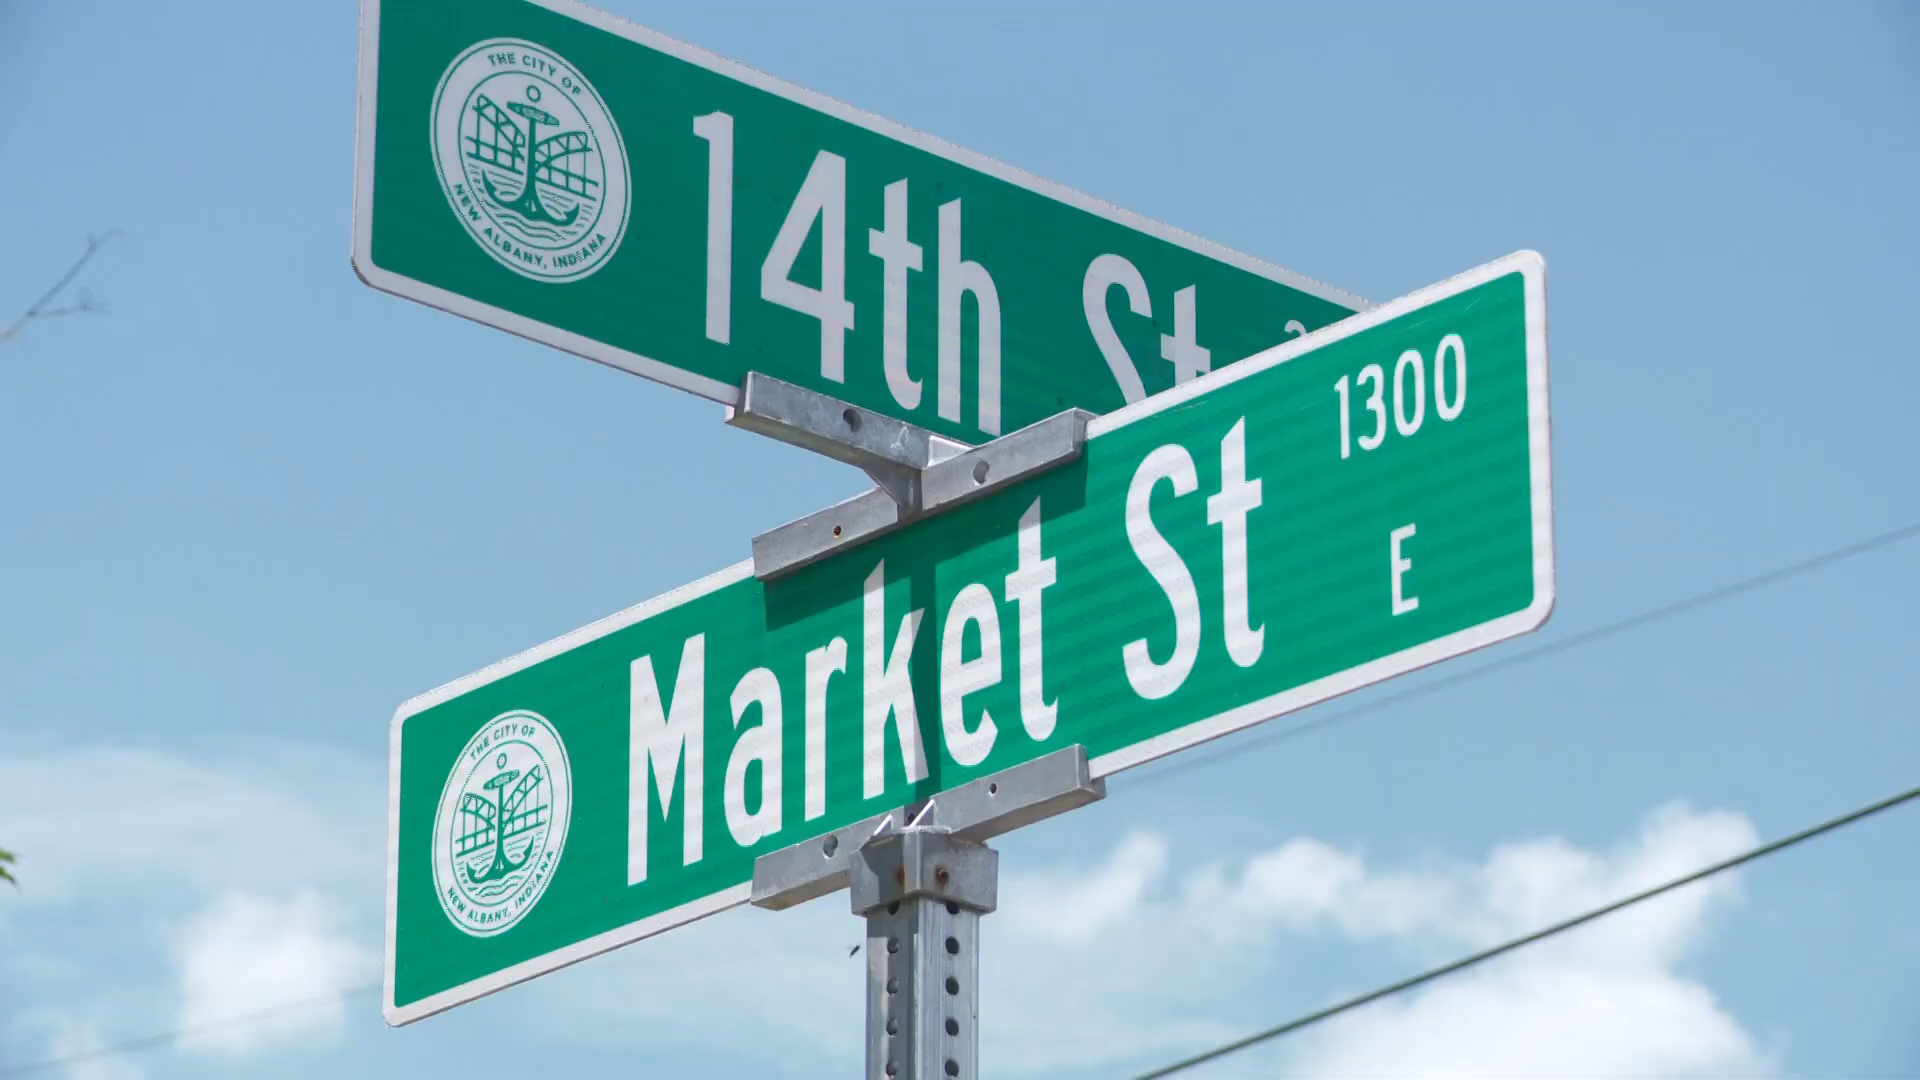 THE CITY OF
NEW ALBANY, INDIANA
14th St
Market St
1300
E
THE CITY OF
NEW ALBANY, INDIANA